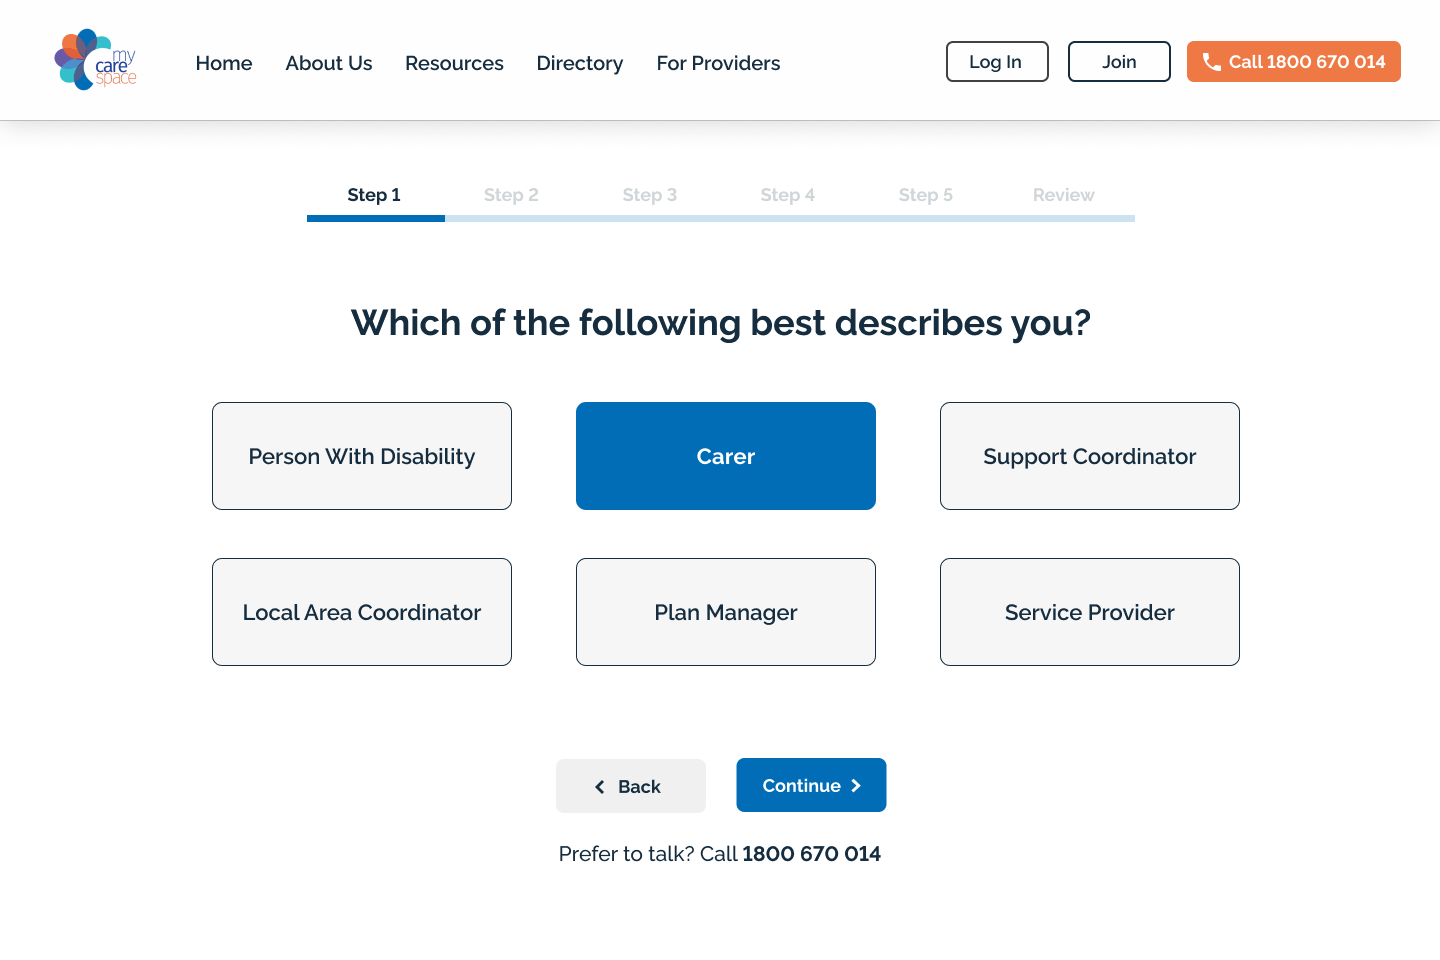 my
care
space
Home About Us Resources Directory For Providers Log In Join Call 1800 670 014
Step 1 Step 2 Step 3 Step 4 Step 5 Review
Which of the following best describes you?
Person With Disability Carer Support Coordinator
Local Area Coordinator Plan Manager Service Provider
Back Continue
Prefer to talk? Call 1800 670 014